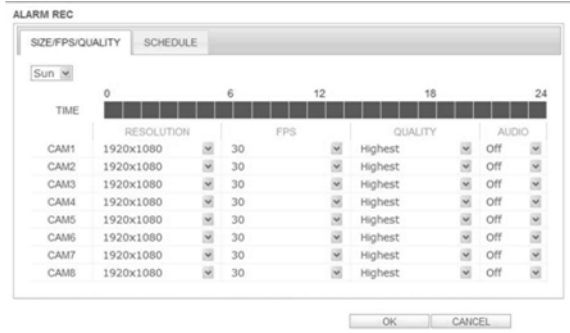 ALARM REC
SIZE/FPS/QUALITY SCHEDULE
Sun
0 6 12 18 24
TIME
RESOLUTION FPS QUALITY AUDIO
CAM1 1920x1080 30 Highest Off
CAM2 1920x1080 30 Highest Off
CAM3 1920x1080 30 Highest Off
CAM4 1920x1080 30 Highest Off
CAM5 1920x1080 30 Highest Off
CAM6 1920x1080 30 Highest Off
CAM7 1920x1080 30 Highest Off
CAM8 1920x1080 30 Highest Off
OK CANCEL